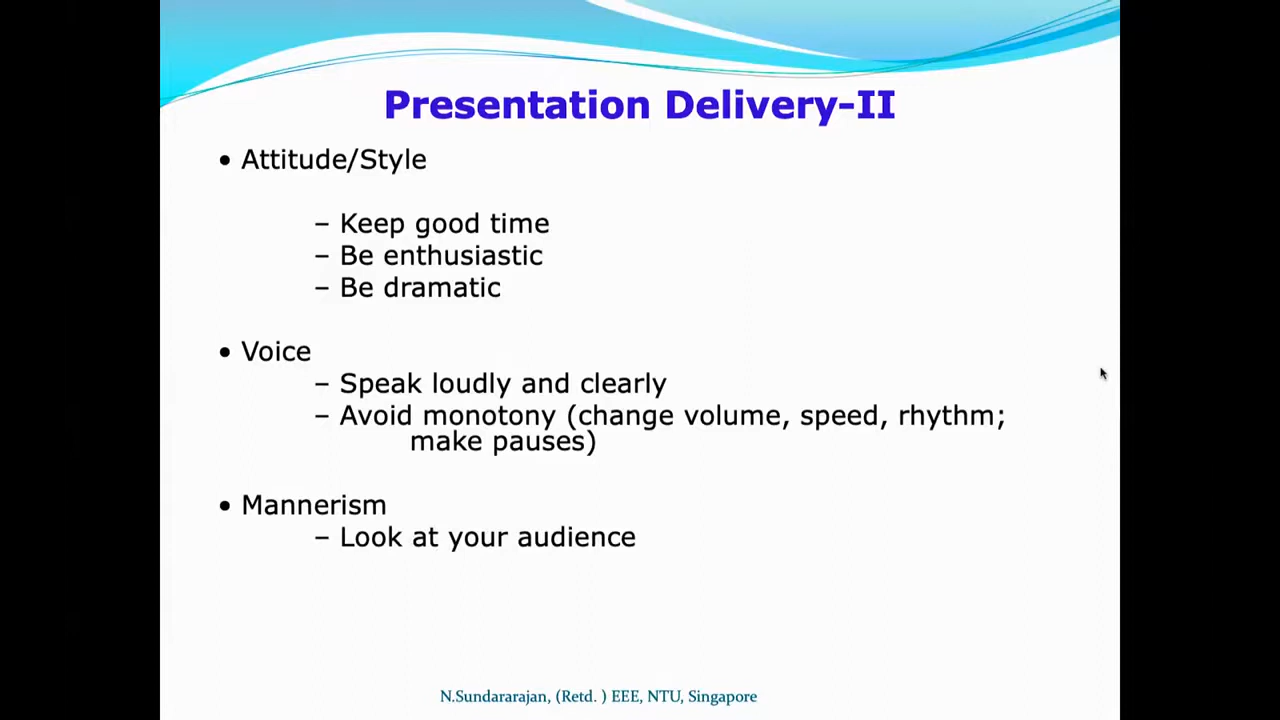 Presentation Delivery-II
• Attitude/Style
– Keep good time
– Be enthusiastic
– Be dramatic
• Voice
– Speak loudly and clearly
– Avoid monotony (change volume, speed, rhythm;
make pauses)
• Mannerism
– Look at your audience
N.Sundararajan, (Retd. ) EEE, NTU, Singapore